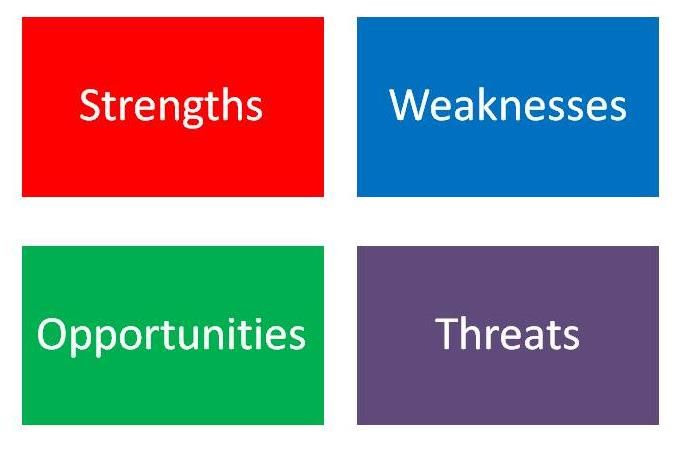 Strengths
Weaknesses
Opportunities
Threats